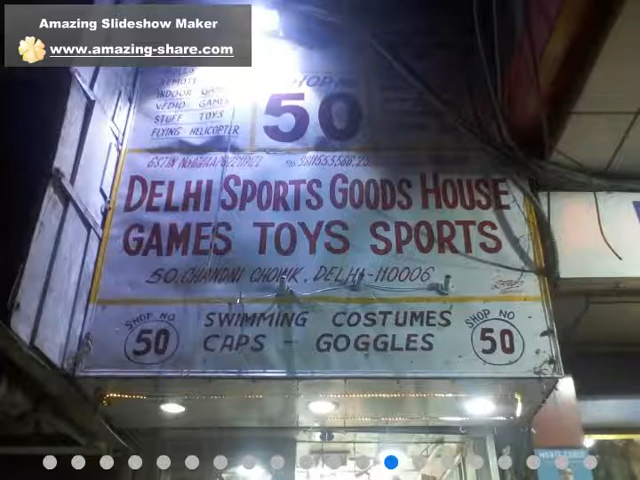 Amazing Slideshow Maker
www.amazing-share.com
REMOTE
INDOOR GAM
VEDIO GAMES
STUFF TOYS
FLYING HELICOPTER
SHOP No
50
DELHI SPORTS GOODS HOUSE
GAMES TOYS SPORTS
50, CHANDNI CHOWK, DELHI-110006
SHOP NO
50
SWIMMING COSTUMES
CAPS - GOGGLES
SHOP NO
50